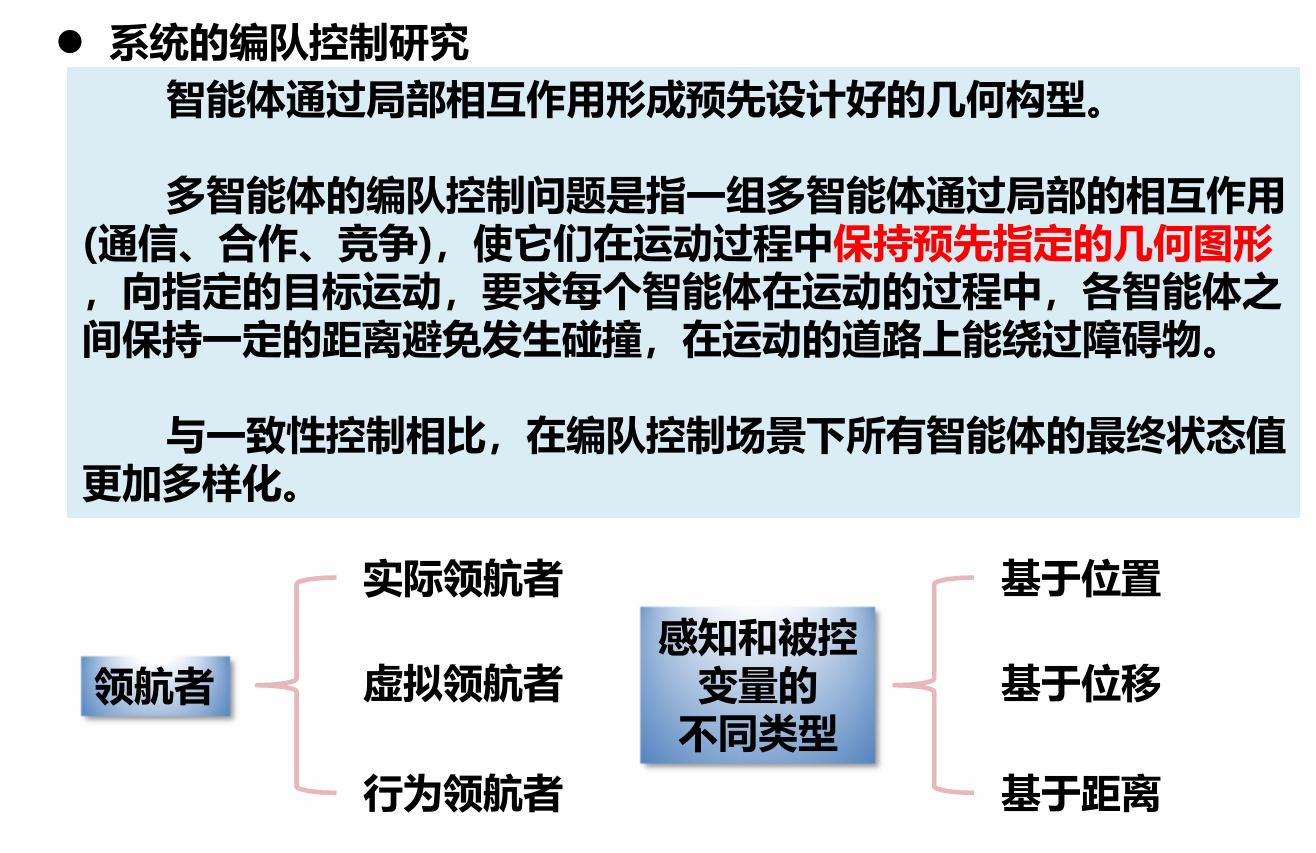 ● 系统的编队控制研究
智能体通过局部相互作用形成预先设计好的几何构型。
多智能体的编队控制问题是指一组多智能体通过局部的相互作用
(通信、合作、竞争)，使它们在运动过程中保持预先指定的几何图形
，向指定的目标运动，要求每个智能体在运动的过程中，各智能体之
间保持一定的距离避免发生碰撞，在运动的道路上能绕过障碍物。
与一致性控制相比，在编队控制场景下所有智能体的最终状态值
更加多样化。
领航者
实际领航者
虚拟领航者
行为领航者
感知和被控
变量的
不同类型
基于位置
基于位移
基于距离